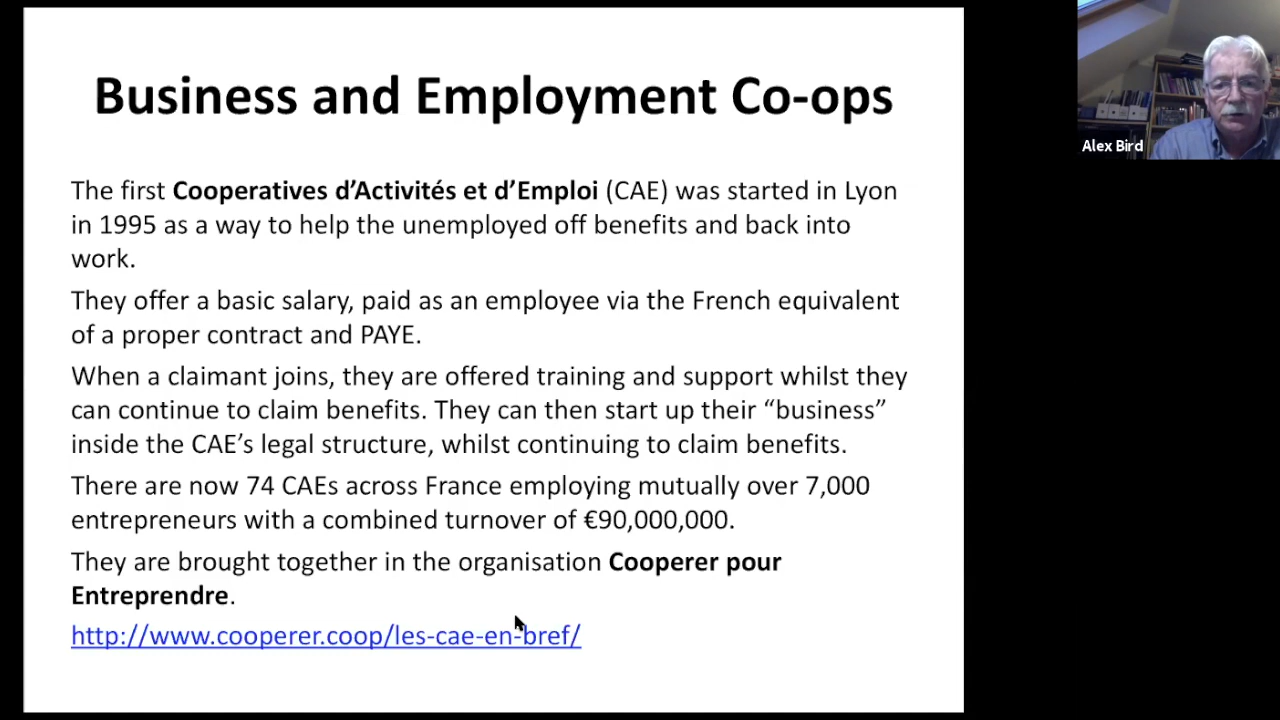 Business and Employment Co-ops
The first Cooperatives d’Activités et d’Emploi (CAE) was started in Lyon
in 1995 as a way to help the unemployed off benefits and back into
work.
They offer a basic salary, paid as an employee via the French equivalent
of a proper contract and PAYE.
When a claimant joins, they are offered training and support whilst they
can continue to claim benefits. They can then start up their “business”
inside the CAE’s legal structure, whilst continuing to claim benefits.
There are now 74 CAEs across France employing mutually over 7,000
entrepreneurs with a combined turnover of €90,000,000.
They are brought together in the organisation Cooperer pour
Entreprendre.
http://www.cooperer.coop/les-cae-en-bref/
Alex Bird